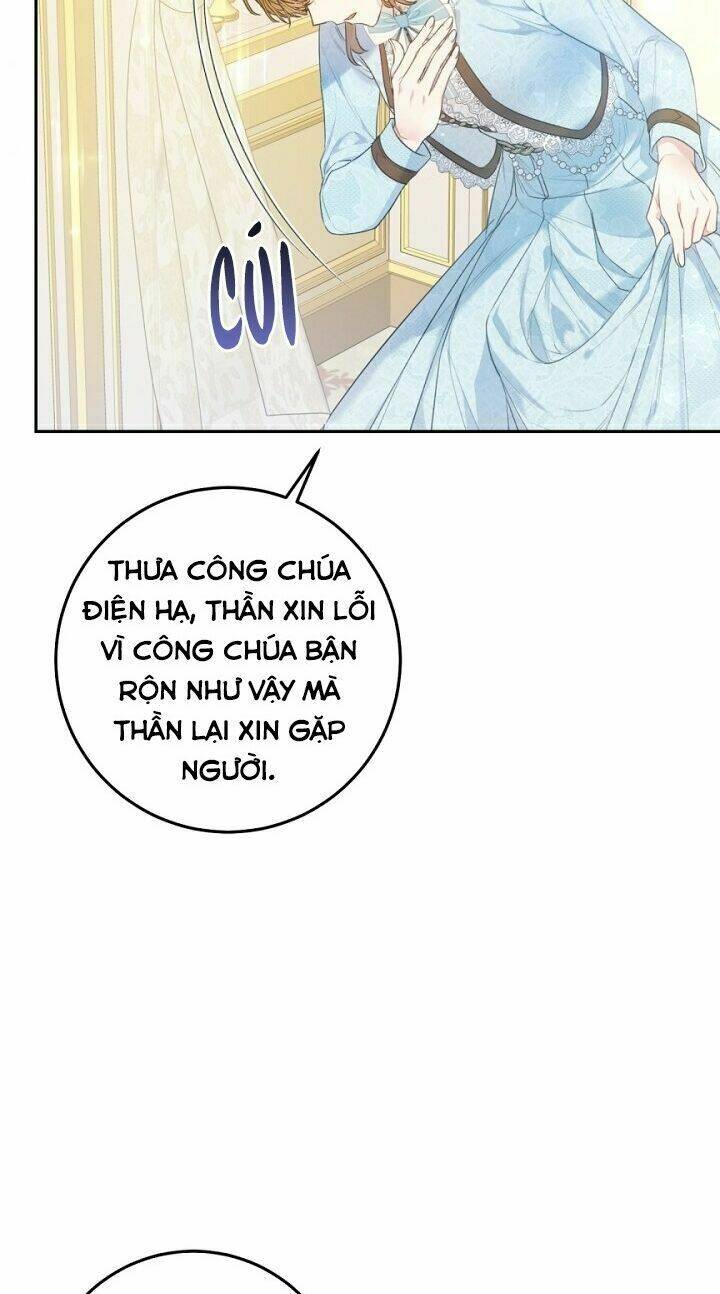 CÚI
THƯA CÔNG CHÚA
ĐIỆN HẠ, THẦN XIN LỖI
VÌ CÔNG CHÚA BẬN
RỘN NHƯ VẬY MÀ
THẦN LẠI XIN GẶP
NGƯỜI.